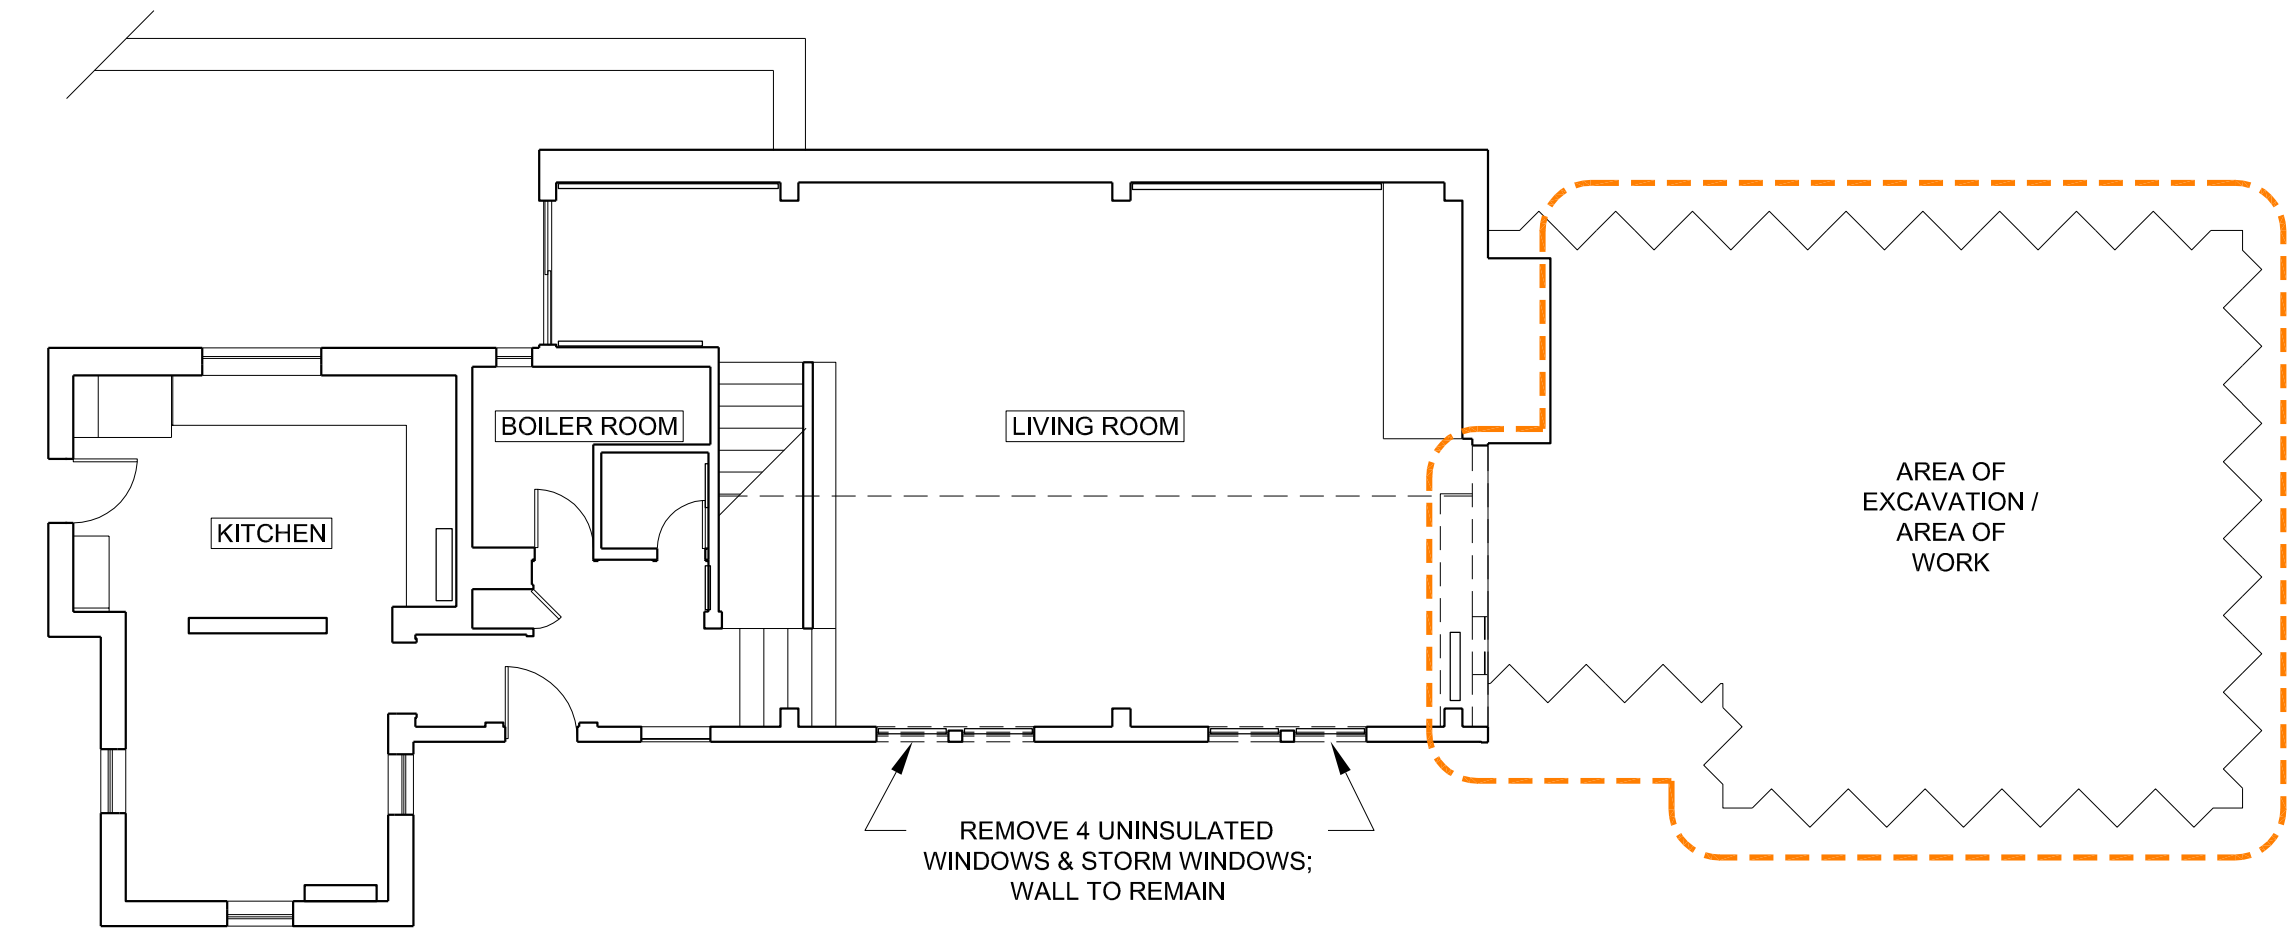 BOILER ROOM
LIVING ROOM
KITCHEN
AREA OF
EXCAVATION /
AREA OF
WORK
REMOVE 4 UNINSULATED
WINDOWS & STORM WINDOWS;
WALL TO REMAIN